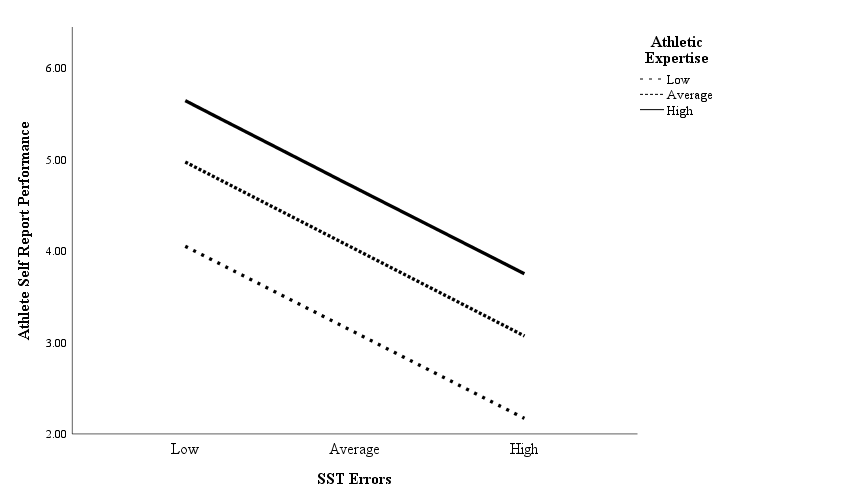 Athletic
Expertise
Low
Average
High
6.00
5.00
4.00
3.00
2.00
Athlete Self Report Performance
Low Average High
SST Errors